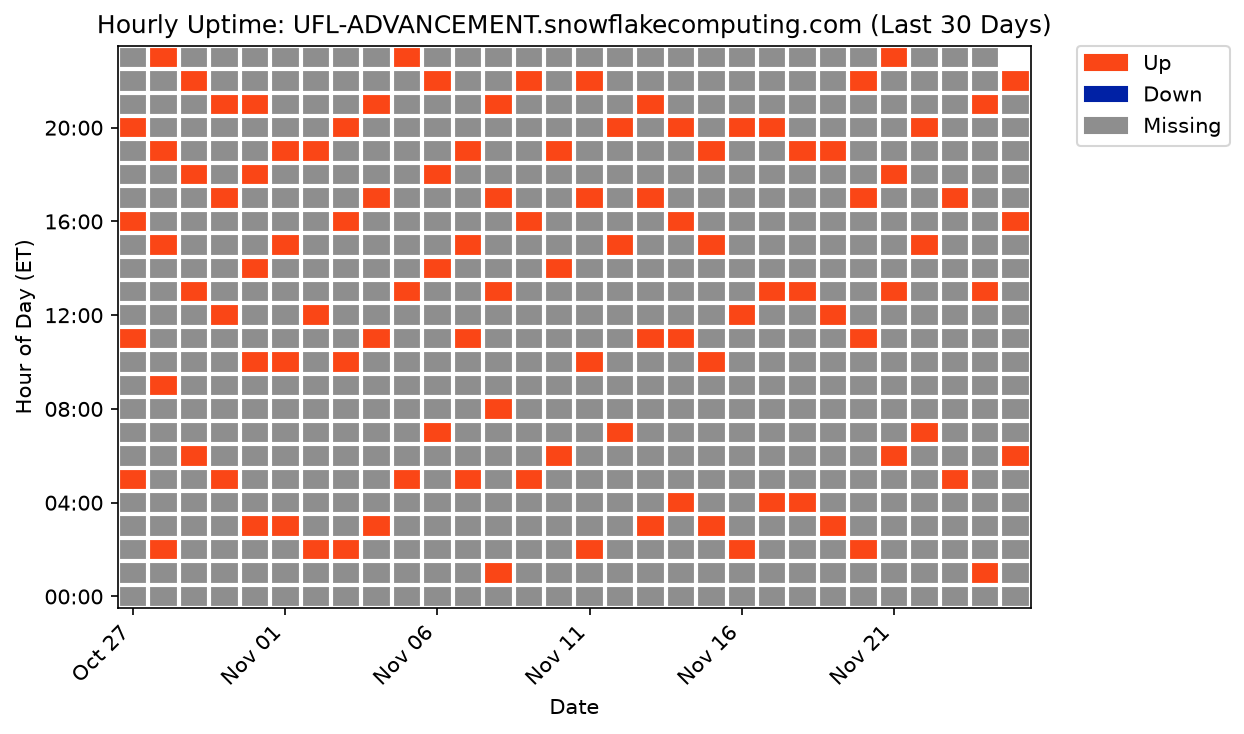 Hourly Uptime: UFL-ADVANCEMENT.snowflakecomputing.com (Last 30 Days)
Up
Down
Missing
Hour of Day (ET)
20:00
16:00
12:00
08:00
04:00
00:00
Oct 27
Nov 01
Nov 06
Nov 11
Nov 16
Nov 21
Date